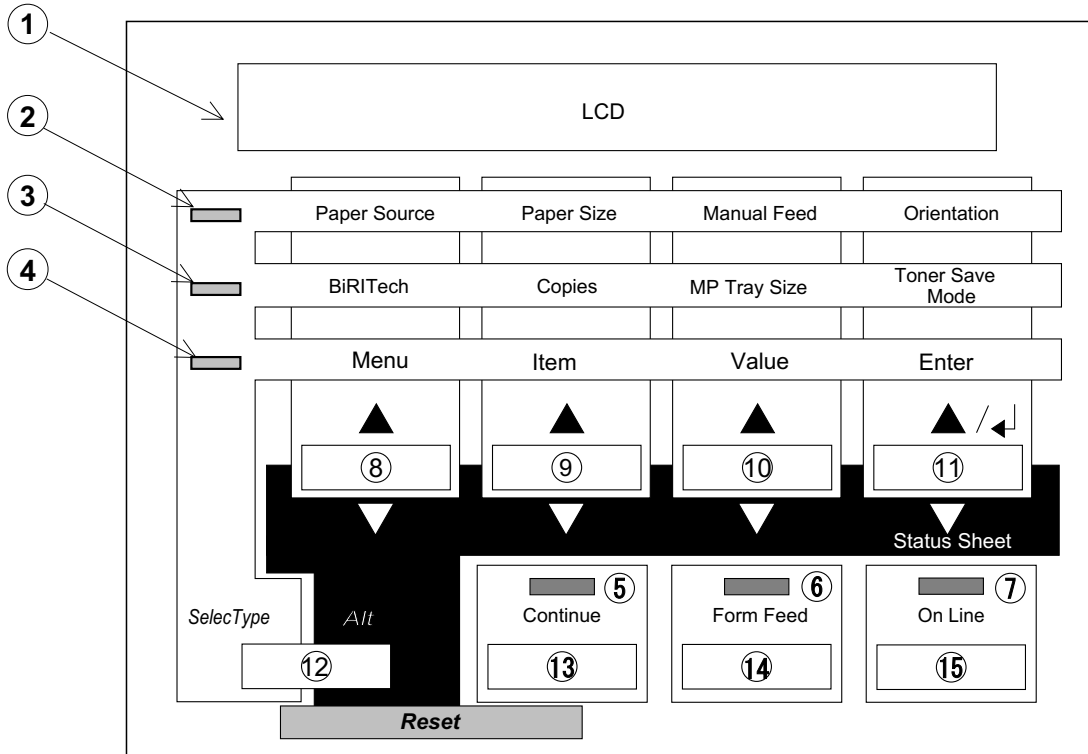 1
LCD
2
Paper Source Paper Size Manual Feed Orientation
3
BiRITech Copies MP Tray Size Toner Save
Mode
4
Menu Item Value Enter
8 9 10 11
Status Sheet
5 6 7
SelecType Alt Continue Form Feed On Line
12 13 14 15
Reset